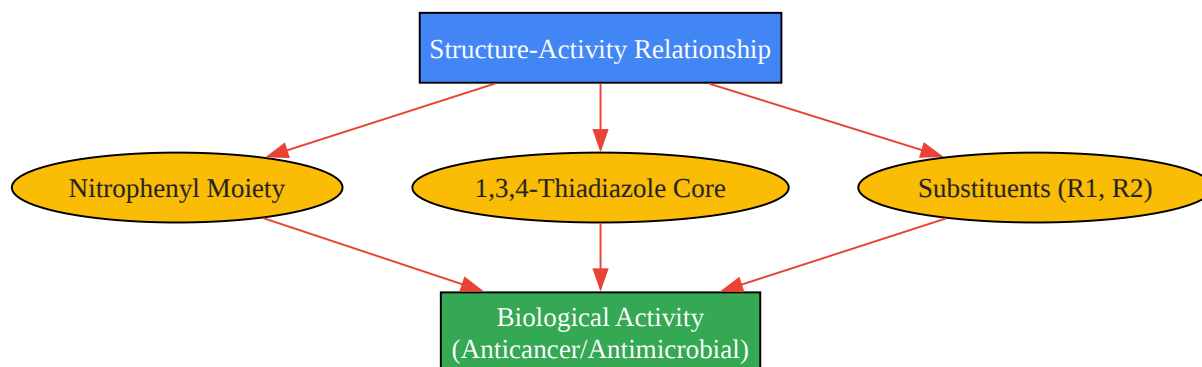 Structure-Activity Relationship
Nitrophenyl Moiety
1,3,4-Thiadiazole Core
Substituents (R1, R2)
Biological Activity
(Anticancer/Antimicrobial)